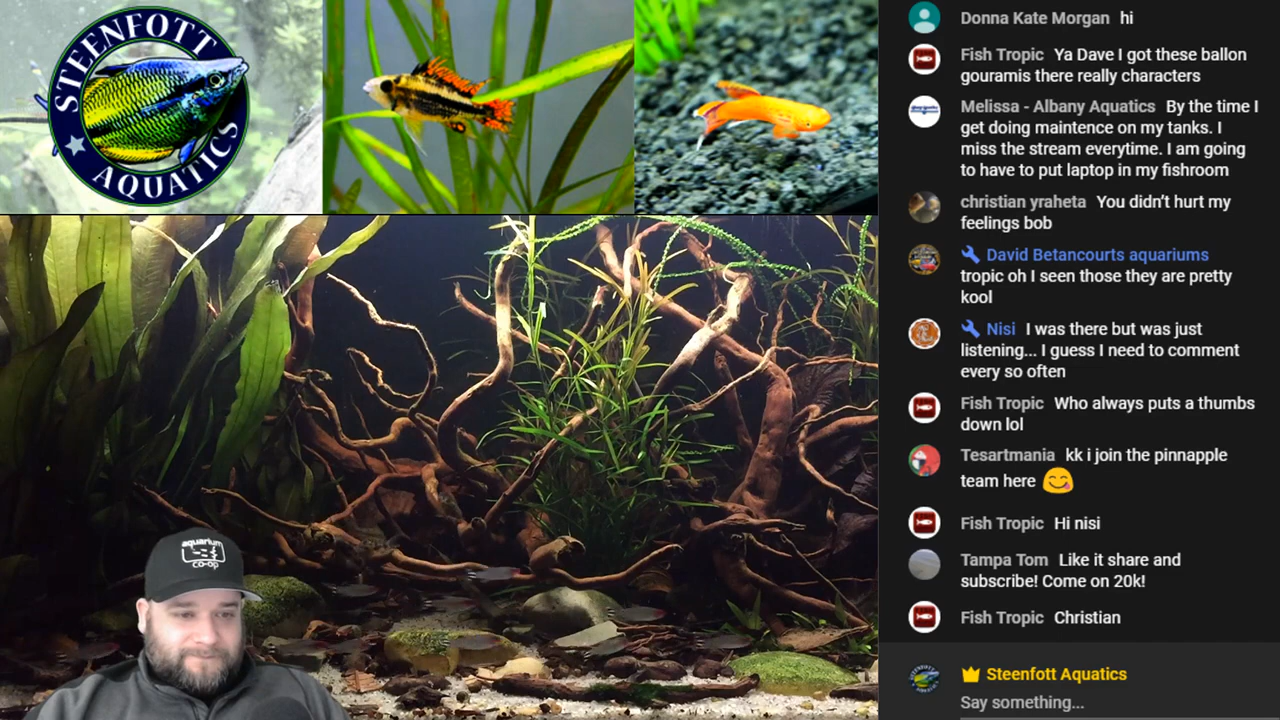 STEENFOTT
AQUATICS
aquarium
co-op
Donna Kate Morgan hi
Fish Tropic Ya Dave I got these ballon
gouramis there really characters
Melissa - Albany Aquatics By the time I
get doing maintence on my tanks. I
miss the stream everytime. I am going
to have to put laptop in my fishroom
christian yraheta You didn't hurt my
feelings bob
David Betancourts aquariums
tropic oh I seen those they are pretty
kool
Nisi I was there but was just
listening... I guess I need to comment
every so often
Fish Tropic Who always puts a thumbs
down lol
Tesartmania kk i join the pinnapple
team here 😋
Fish Tropic Hi nisi
Tampa Tom Like it share and
subscribe! Come on 20k!
Fish Tropic Christian
Steenfott Aquatics
Say something...